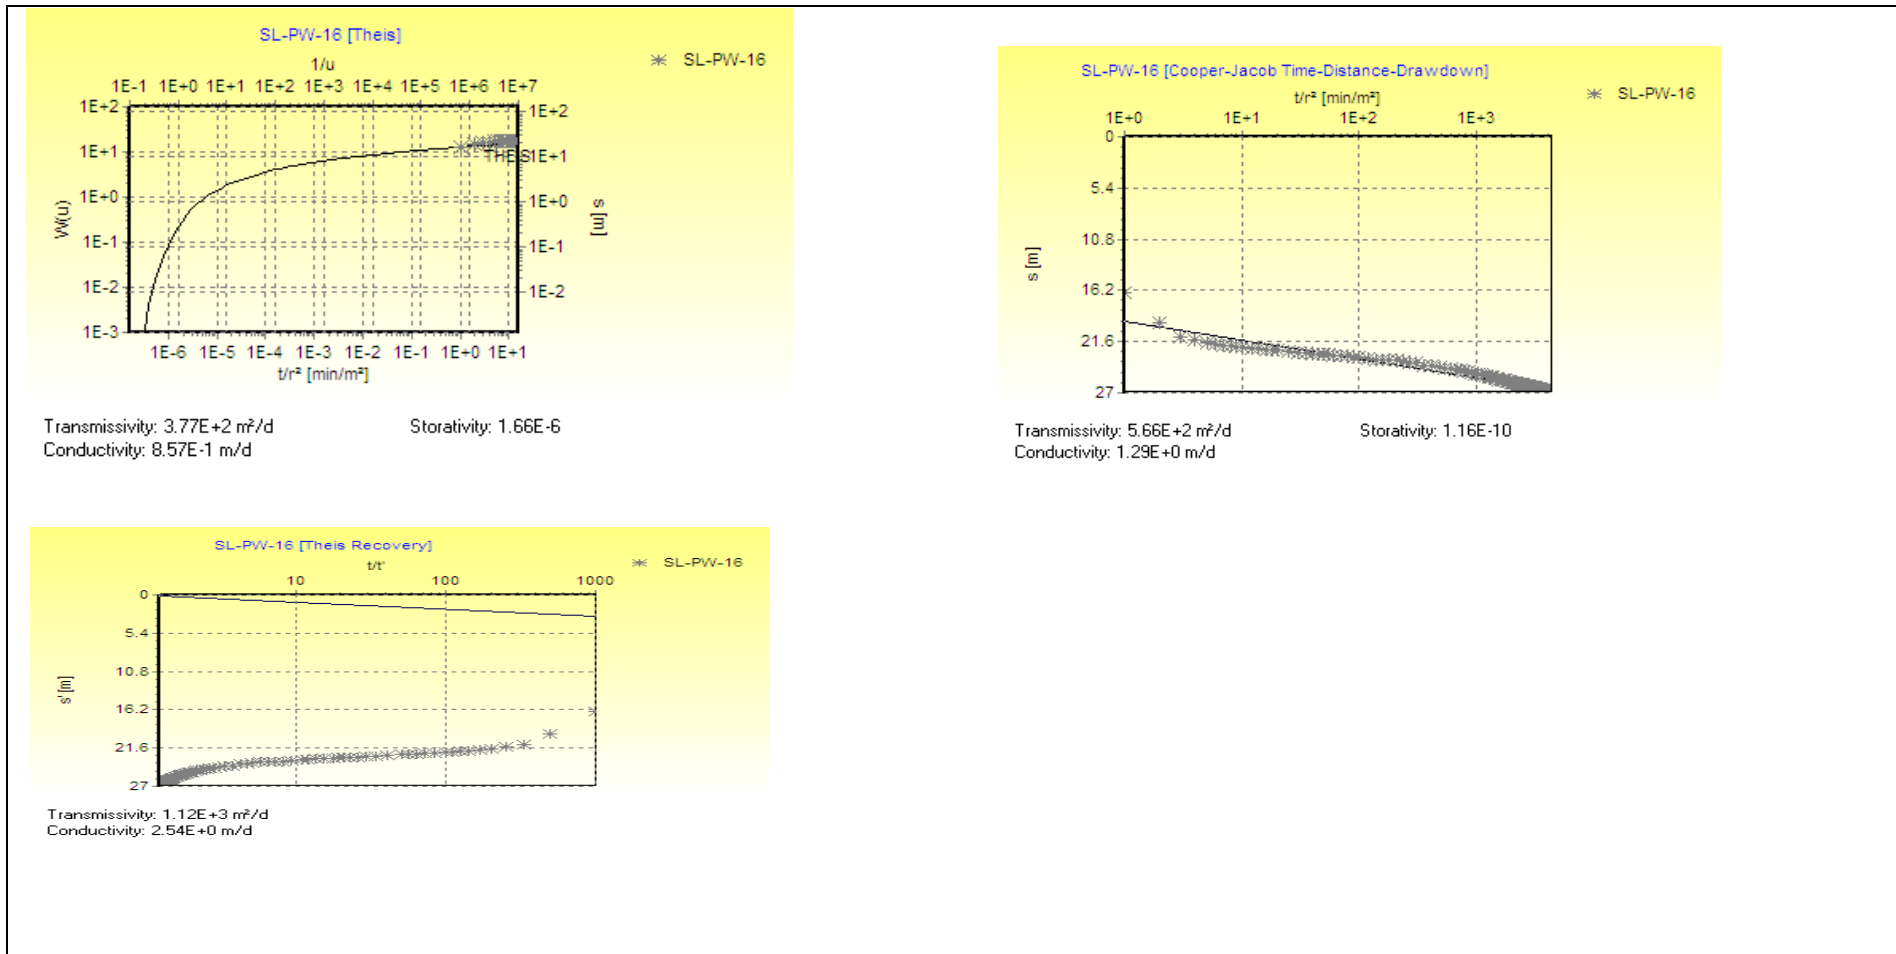 SL-PW-16 [Theis]
1/u
SL-PW-16
1E-1 1E+0 1E+1 1E+2 1E+3 1E+4 1E+5 1E+6 1E+7
1E+2
1E+1
1E+0
1E-1
1E-2
1E-3
W(u)
1E+2
1E+1
1E+0
1E-1
1E-2
s [m]
THEIS
1E-6 1E-5 1E-4 1E-3 1E-2 1E-1 1E+0 1E+1
t/r² [min/m²]
Transmissivity: 3.77E+2 m²/d Storativity: 1.66E-6
Conductivity: 8.57E-1 m/d
SL-PW-16 [Cooper-Jacob Time-Distance-Drawdown]
t/r² [min/m²]
SL-PW-16
1E+0 1E+1 1E+2 1E+3
0
5.4
10.8
16.2
21.6
27
s [m]
Transmissivity: 5.66E+2 m²/d Storativity: 1.16E-10
Conductivity: 1.29E+0 m/d
SL-PW-16 [Theis Recovery]
t/t'
SL-PW-16
10 100 1000
0
5.4
10.8
16.2
21.6
27
s' [m]
Transmissivity: 1.12E+3 m²/d
Conductivity: 2.54E+0 m/d